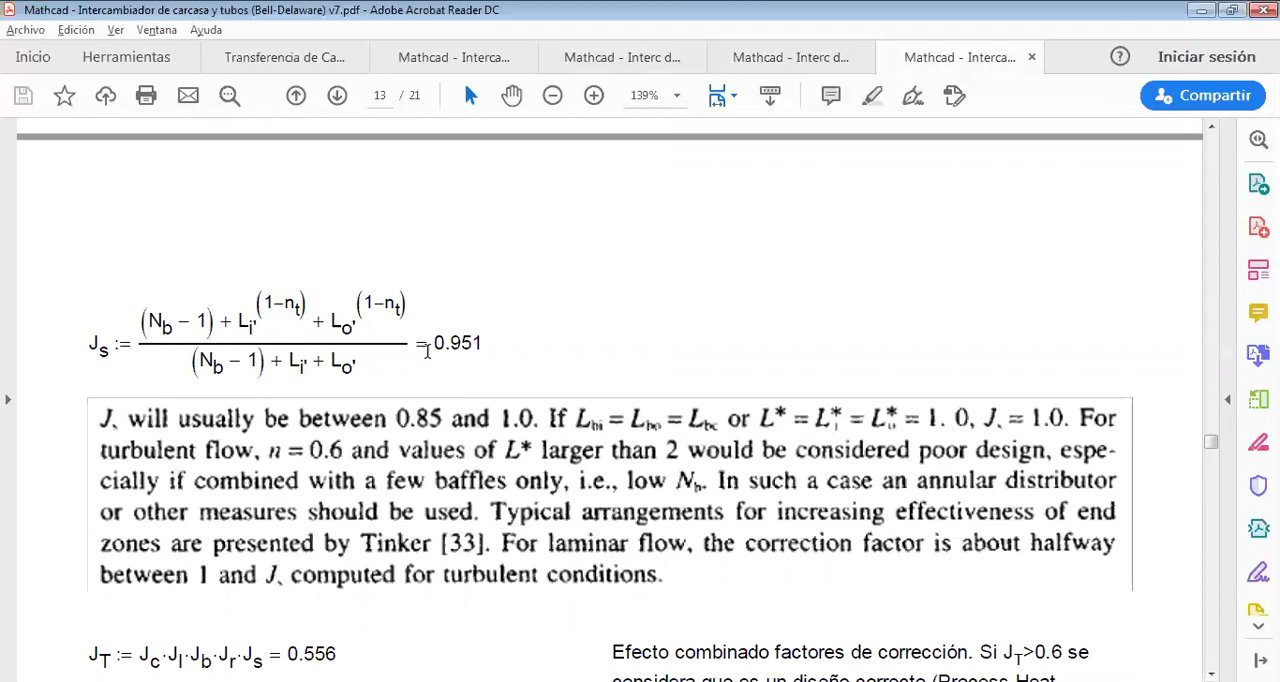 Mathcad - Intercambiador de carcasa y tubos (Bell-Delaware) v7.pdf - Adobe Acrobat Reader DC
Archivo Edición Ver Ventana Ayuda
Inicio Herramientas Transferencia de Ca... Mathcad - Interca... Mathcad - Interc d... Mathcad - Interc d... Mathcad - Interca... × Iniciar sesión
13 / 21 139% Compartir
J_s := ((N_b − 1) + L_i'^(1−n_t) + L_o'^(1−n_t)) / ((N_b − 1) + L_i' + L_o') = 0.951
J_s will usually be between 0.85 and 1.0. If L_bi = L_bo = L_bc or L* = L_i* = L_o* = 1. 0, J_s = 1.0. For
turbulent flow, n = 0.6 and values of L* larger than 2 would be considered poor design, espe-
cially if combined with a few baffles only, i.e., low N_b. In such a case an annular distributor
or other measures should be used. Typical arrangements for increasing effectiveness of end
zones are presented by Tinker [33]. For laminar flow, the correction factor is about halfway
between 1 and J_s computed for turbulent conditions.
J_T := J_c·J_l·J_b·J_r·J_s = 0.556
Efecto combinado factores de corrección. Si J_T>0.6 se
considera que es un diseño correcto (Process Heat